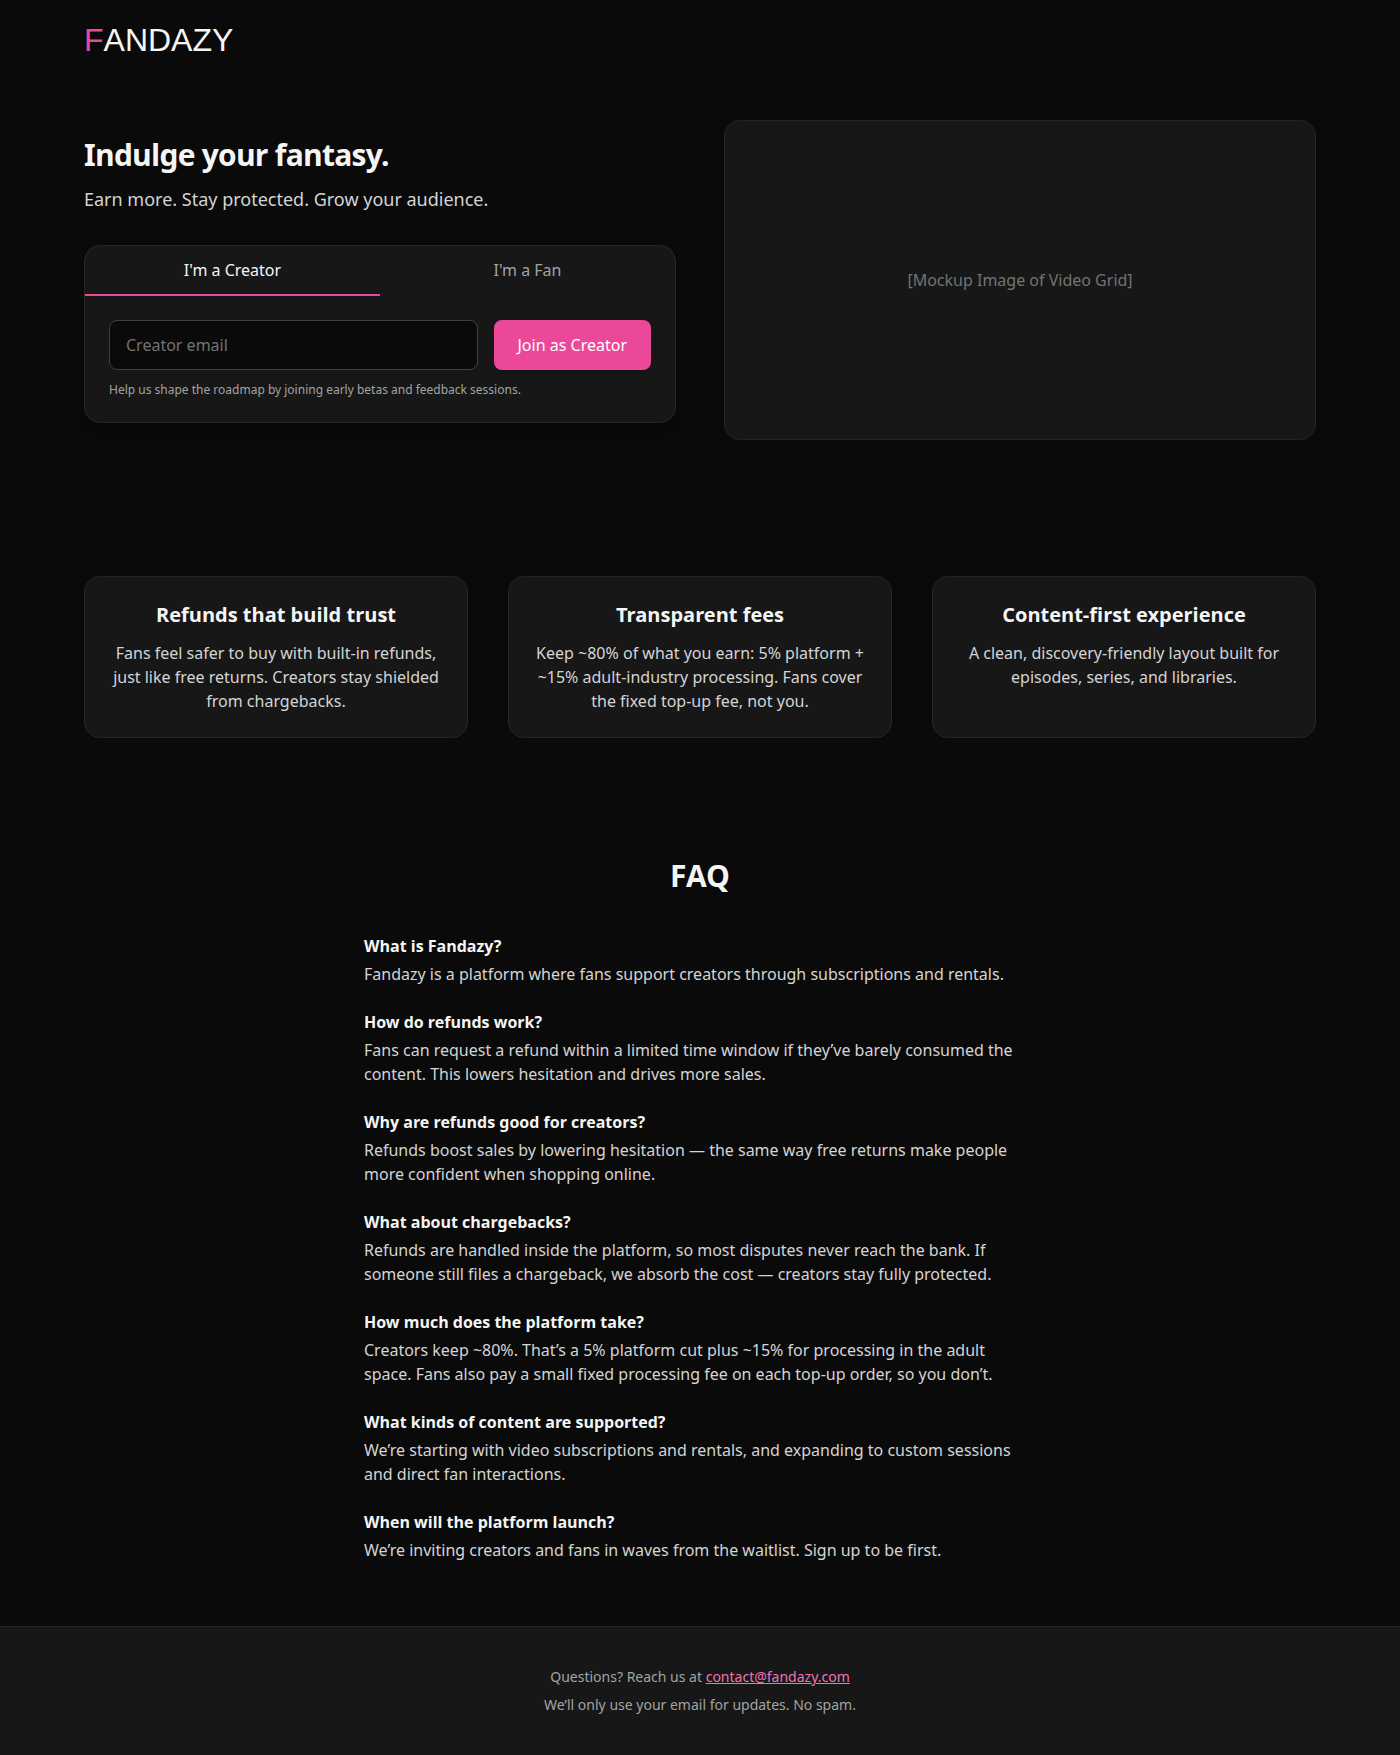 FANDAZY
Indulge your fantasy.
Earn more. Stay protected. Grow your audience.
I'm a Creator
I'm a Fan
Creator email
Join as Creator
Help us shape the roadmap by joining early betas and feedback sessions.
[Mockup Image of Video Grid]
Refunds that build trust
Fans feel safer to buy with built-in refunds,
just like free returns. Creators stay shielded
from chargebacks.
Transparent fees
Keep ~80% of what you earn: 5% platform +
~15% adult-industry processing. Fans cover
the fixed top-up fee, not you.
Content-first experience
A clean, discovery-friendly layout built for
episodes, series, and libraries.
FAQ
What is Fandazy?
Fandazy is a platform where fans support creators through subscriptions and rentals.
How do refunds work?
Fans can request a refund within a limited time window if they’ve barely consumed the
content. This lowers hesitation and drives more sales.
Why are refunds good for creators?
Refunds boost sales by lowering hesitation — the same way free returns make people
more confident when shopping online.
What about chargebacks?
Refunds are handled inside the platform, so most disputes never reach the bank. If
someone still files a chargeback, we absorb the cost — creators stay fully protected.
How much does the platform take?
Creators keep ~80%. That’s a 5% platform cut plus ~15% for processing in the adult
space. Fans also pay a small fixed processing fee on each top-up order, so you don’t.
What kinds of content are supported?
We’re starting with video subscriptions and rentals, and expanding to custom sessions
and direct fan interactions.
When will the platform launch?
We’re inviting creators and fans in waves from the waitlist. Sign up to be first.
Questions? Reach us at contact@fandazy.com
We’ll only use your email for updates. No spam.